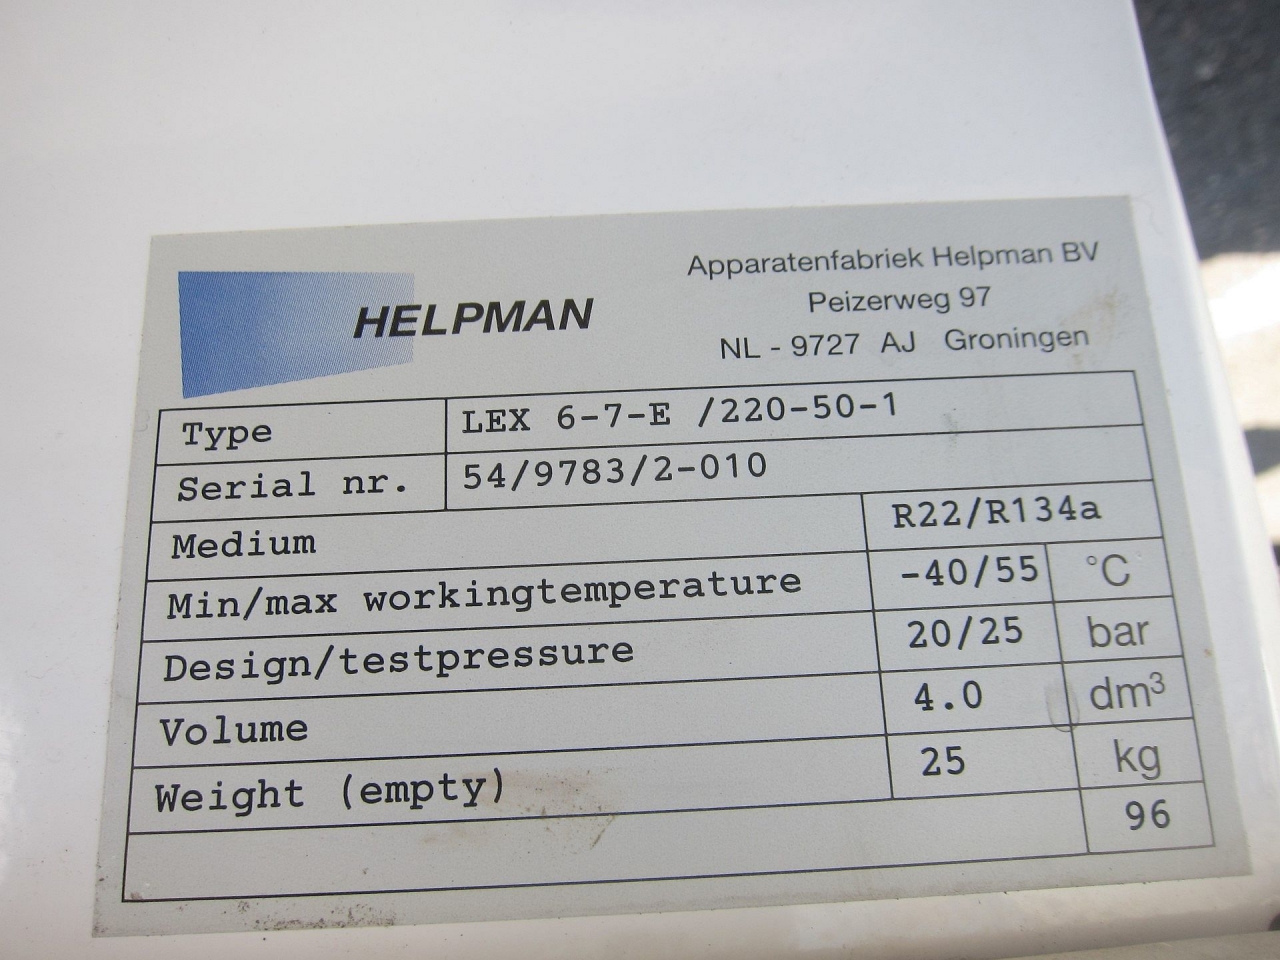 HELPMAN
Apparatenfabriek Helpman BV
Peizerweg 97
NL - 9727 AJ Groningen
Type LEX 6-7-E /220-50-1
Serial nr. 54/9783/2-010
Medium R22/R134a
Min/max workingtemperature -40/55 °C
Design/testpressure 20/25 bar
Volume 4.0 dm³
Weight (empty) 25 kg
96